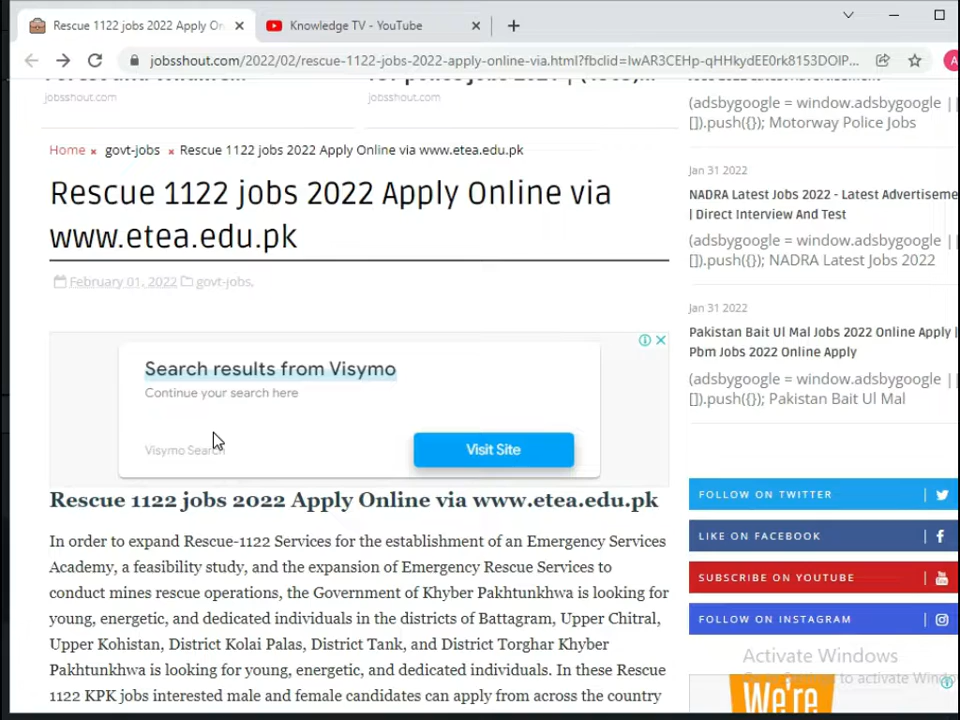 Rescue 1122 jobs 2022 Apply On
Knowledge TV - YouTube
jobsshout.com/2022/02/rescue-1122-jobs-2022-apply-online-via.html?fbclid=IwAR3CEHp-qHHkydEE0rk8153DOIP...
jobsshout.com
jobsshout.com
Home × govt-jobs × Rescue 1122 jobs 2022 Apply Online via www.etea.edu.pk
Rescue 1122 jobs 2022 Apply Online via
www.etea.edu.pk
February 01, 2022 govt-jobs,
Search results from Visymo
Continue your search here
Visymo Search
Visit Site
Rescue 1122 jobs 2022 Apply Online via www.etea.edu.pk
In order to expand Rescue-1122 Services for the establishment of an Emergency Services
Academy, a feasibility study, and the expansion of Emergency Rescue Services to
conduct mines rescue operations, the Government of Khyber Pakhtunkhwa is looking for
young, energetic, and dedicated individuals in the districts of Battagram, Upper Chitral,
Upper Kohistan, District Kolai Palas, District Tank, and District Torghar Khyber
Pakhtunkhwa is looking for young, energetic, and dedicated individuals. In these Rescue
1122 KPK jobs interested male and female candidates can apply from across the country
(adsbygoogle = window.adsbygoogle ||
[]).push({}); Motorway Police Jobs
Jan 31 2022
NADRA Latest Jobs 2022 - Latest Advertiseme
| Direct Interview And Test
(adsbygoogle = window.adsbygoogle ||
[]).push({}); NADRA Latest Jobs 2022
Jan 31 2022
Pakistan Bait Ul Mal Jobs 2022 Online Apply |
Pbm Jobs 2022 Online Apply
(adsbygoogle = window.adsbygoogle ||
[]).push({}); Pakistan Bait Ul Mal
FOLLOW ON TWITTER
LIKE ON FACEBOOK
SUBSCRIBE ON YOUTUBE
FOLLOW ON INSTAGRAM
Activate Windows
to activate Windo
We're